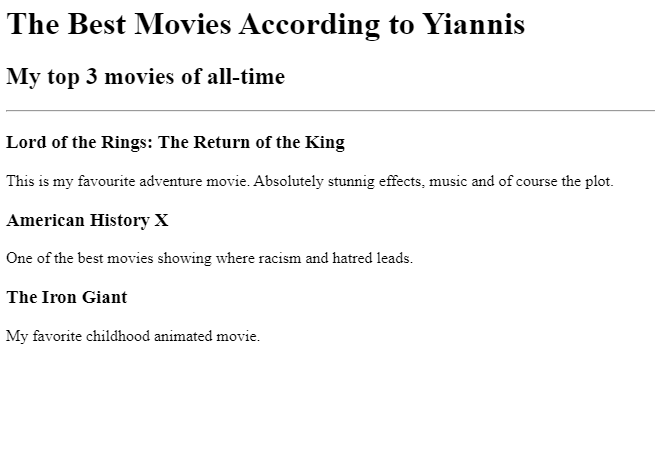 The Best Movies According to Yiannis
My top 3 movies of all-time
Lord of the Rings: The Return of the King
This is my favourite adventure movie. Absolutely stunnig effects, music and of course the plot.
American History X
One of the best movies showing where racism and hatred leads.
The Iron Giant
My favorite childhood animated movie.